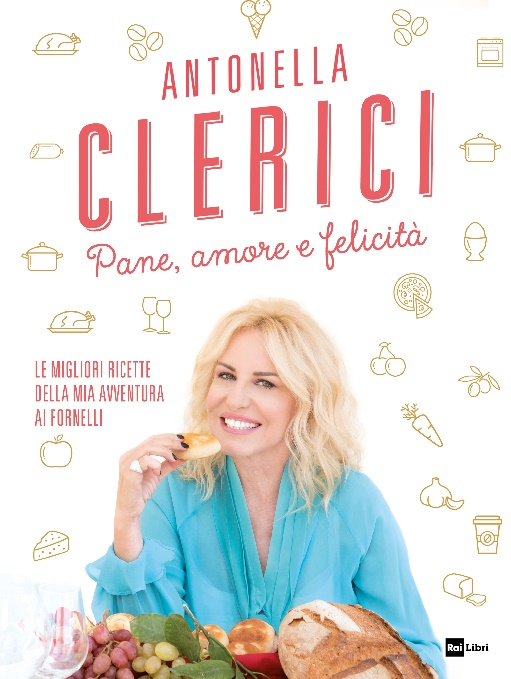 ANTONELLA
CLERICI
Pane, amore e felicità
LE MIGLIORI RICETTE
DELLA MIA AVVENTURA
AI FORNELLI
Rai Libri